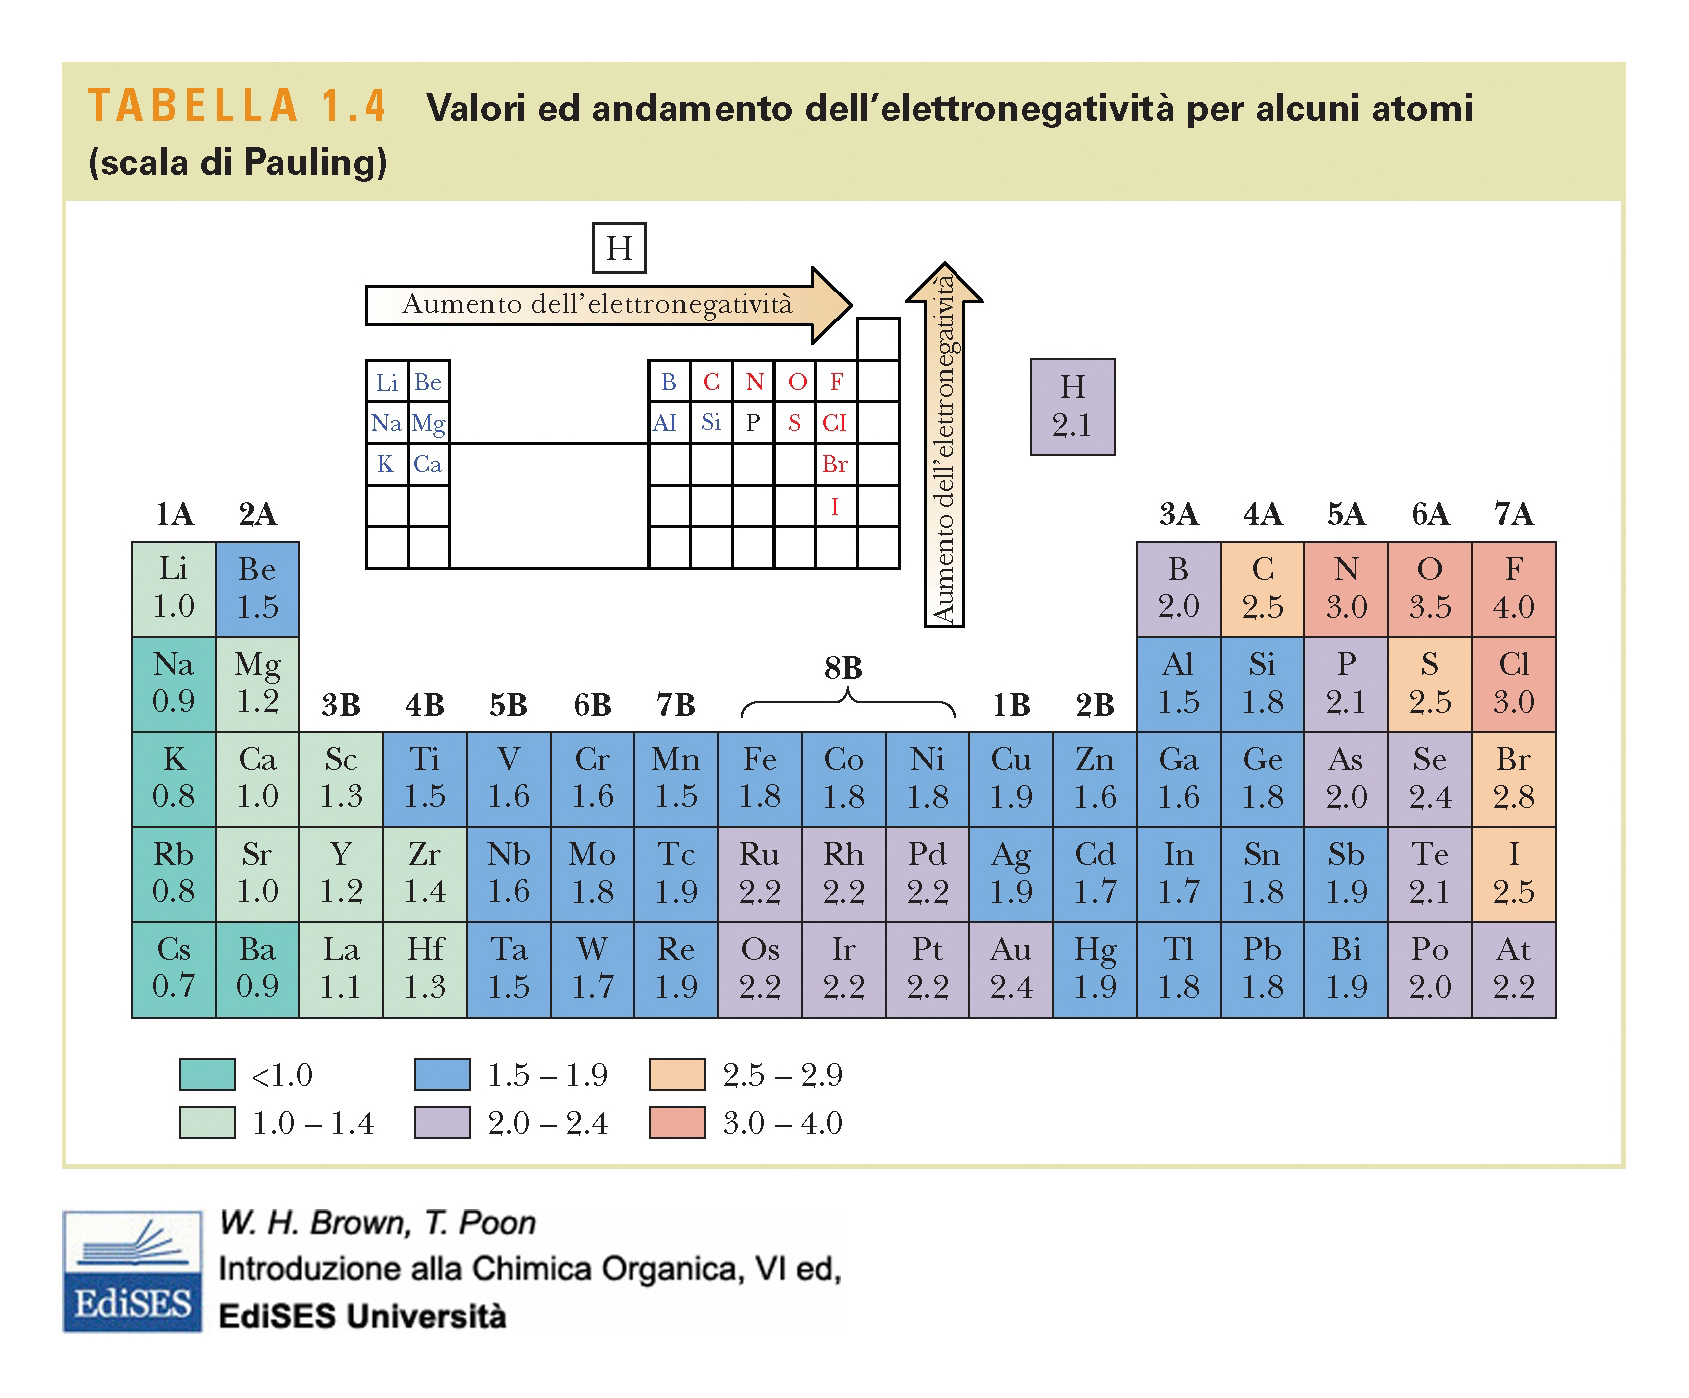 TABELLA 1.4 Valori ed andamento dell'elettronegatività per alcuni atomi
(scala di Pauling)
H
Aumento dell'elettronegatività
Aumento dell'elettronegatività
Li Be B C N O F
Na Mg Al Si P S Cl
K Ca Br
I
H
2.1
1A 2A 3A 4A 5A 6A 7A
Li Be B C N O F
1.0 1.5 2.0 2.5 3.0 3.5 4.0
Na Mg Al Si P S Cl
0.9 1.2 1.5 1.8 2.1 2.5 3.0
8B
3B 4B 5B 6B 7B 1B 2B
K Ca Sc Ti V Cr Mn Fe Co Ni Cu Zn Ga Ge As Se Br
0.8 1.0 1.3 1.5 1.6 1.6 1.5 1.8 1.8 1.8 1.9 1.6 1.6 1.8 2.0 2.4 2.8
Rb Sr Y Zr Nb Mo Tc Ru Rh Pd Ag Cd In Sn Sb Te I
0.8 1.0 1.2 1.4 1.6 1.8 1.9 2.2 2.2 2.2 1.9 1.7 1.7 1.8 1.9 2.1 2.5
Cs Ba La Hf Ta W Re Os Ir Pt Au Hg Tl Pb Bi Po At
0.7 0.9 1.1 1.3 1.5 1.7 1.9 2.2 2.2 2.2 2.4 1.9 1.8 1.8 1.9 2.0 2.2
<1.0 1.5 – 1.9 2.5 – 2.9
1.0 – 1.4 2.0 – 2.4 3.0 – 4.0
W. H. Brown, T. Poon
Introduzione alla Chimica Organica, VI ed,
EdiSES Università
EdiSES